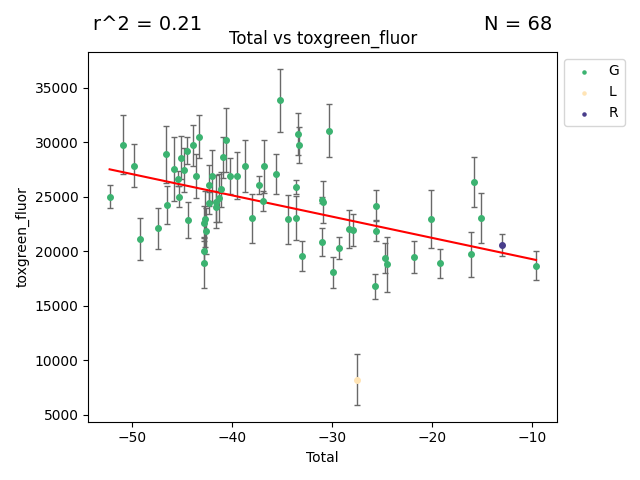 r^2 = 0.21
N = 68
Total vs toxgreen_fluor
G
L
R
35000
30000
25000
20000
15000
10000
5000
toxgreen_fluor
−50
−40
−30
−20
−10
Total